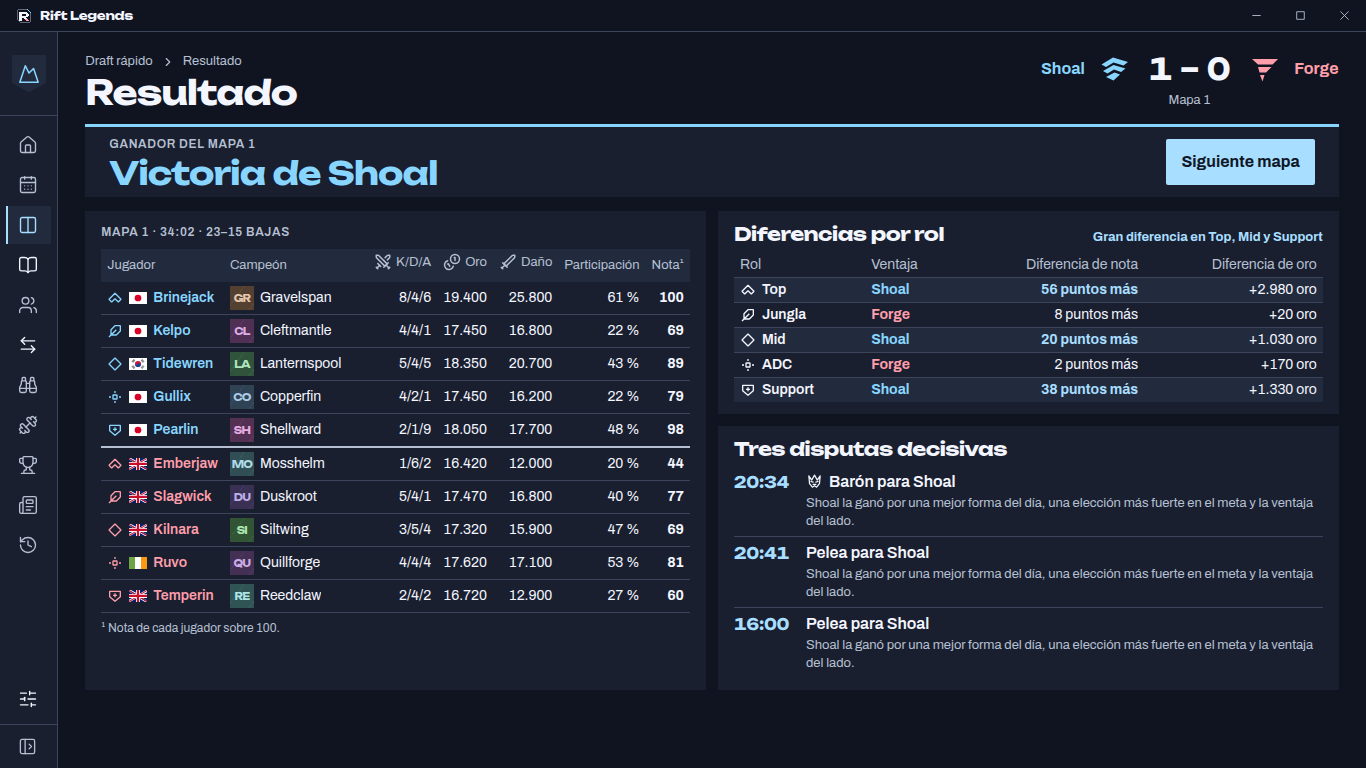 Rift Legends
Draft rápido > Resultado
Resultado
Shoal 1 – 0 Forge
Mapa 1
GANADOR DEL MAPA 1
Victoria de Shoal
Siguiente mapa
MAPA 1 · 34:02 · 23–15 BAJAS
Jugador Campeón K/D/A Oro Daño Participación Nota¹
Brinejack GR Gravelspan 8/4/6 19.400 25.800 61 % 100
Kelpo CL Cleftmantle 4/4/1 17.450 16.800 22 % 69
Tidewren LA Lanternspool 5/4/5 18.350 20.700 43 % 89
Gullix CO Copperfin 4/2/1 17.450 16.200 22 % 79
Pearlin SH Shellward 2/1/9 18.050 17.700 48 % 98
Emberjaw MO Mosshelm 1/6/2 16.420 12.000 20 % 44
Slagwick DU Duskroot 5/4/1 17.470 16.800 40 % 77
Kilnara SI Siltwing 3/5/4 17.320 15.900 47 % 69
Ruvo QU Quillforge 4/4/4 17.620 17.100 53 % 81
Temperin RE Reedclaw 2/4/2 16.720 12.900 27 % 60
¹ Nota de cada jugador sobre 100.
Diferencias por rol
Gran diferencia en Top, Mid y Support
Rol Ventaja Diferencia de nota Diferencia de oro
Top Shoal 56 puntos más +2.980 oro
Jungla Forge 8 puntos más +20 oro
Mid Shoal 20 puntos más +1.030 oro
ADC Forge 2 puntos más +170 oro
Support Shoal 38 puntos más +1.330 oro
Tres disputas decisivas
20:34 Barón para Shoal
Shoal la ganó por una mejor forma del día, una elección más fuerte en el meta y la ventaja
del lado.
20:41 Pelea para Shoal
Shoal la ganó por una mejor forma del día, una elección más fuerte en el meta y la ventaja
del lado.
16:00 Pelea para Shoal
Shoal la ganó por una mejor forma del día, una elección más fuerte en el meta y la ventaja
del lado.